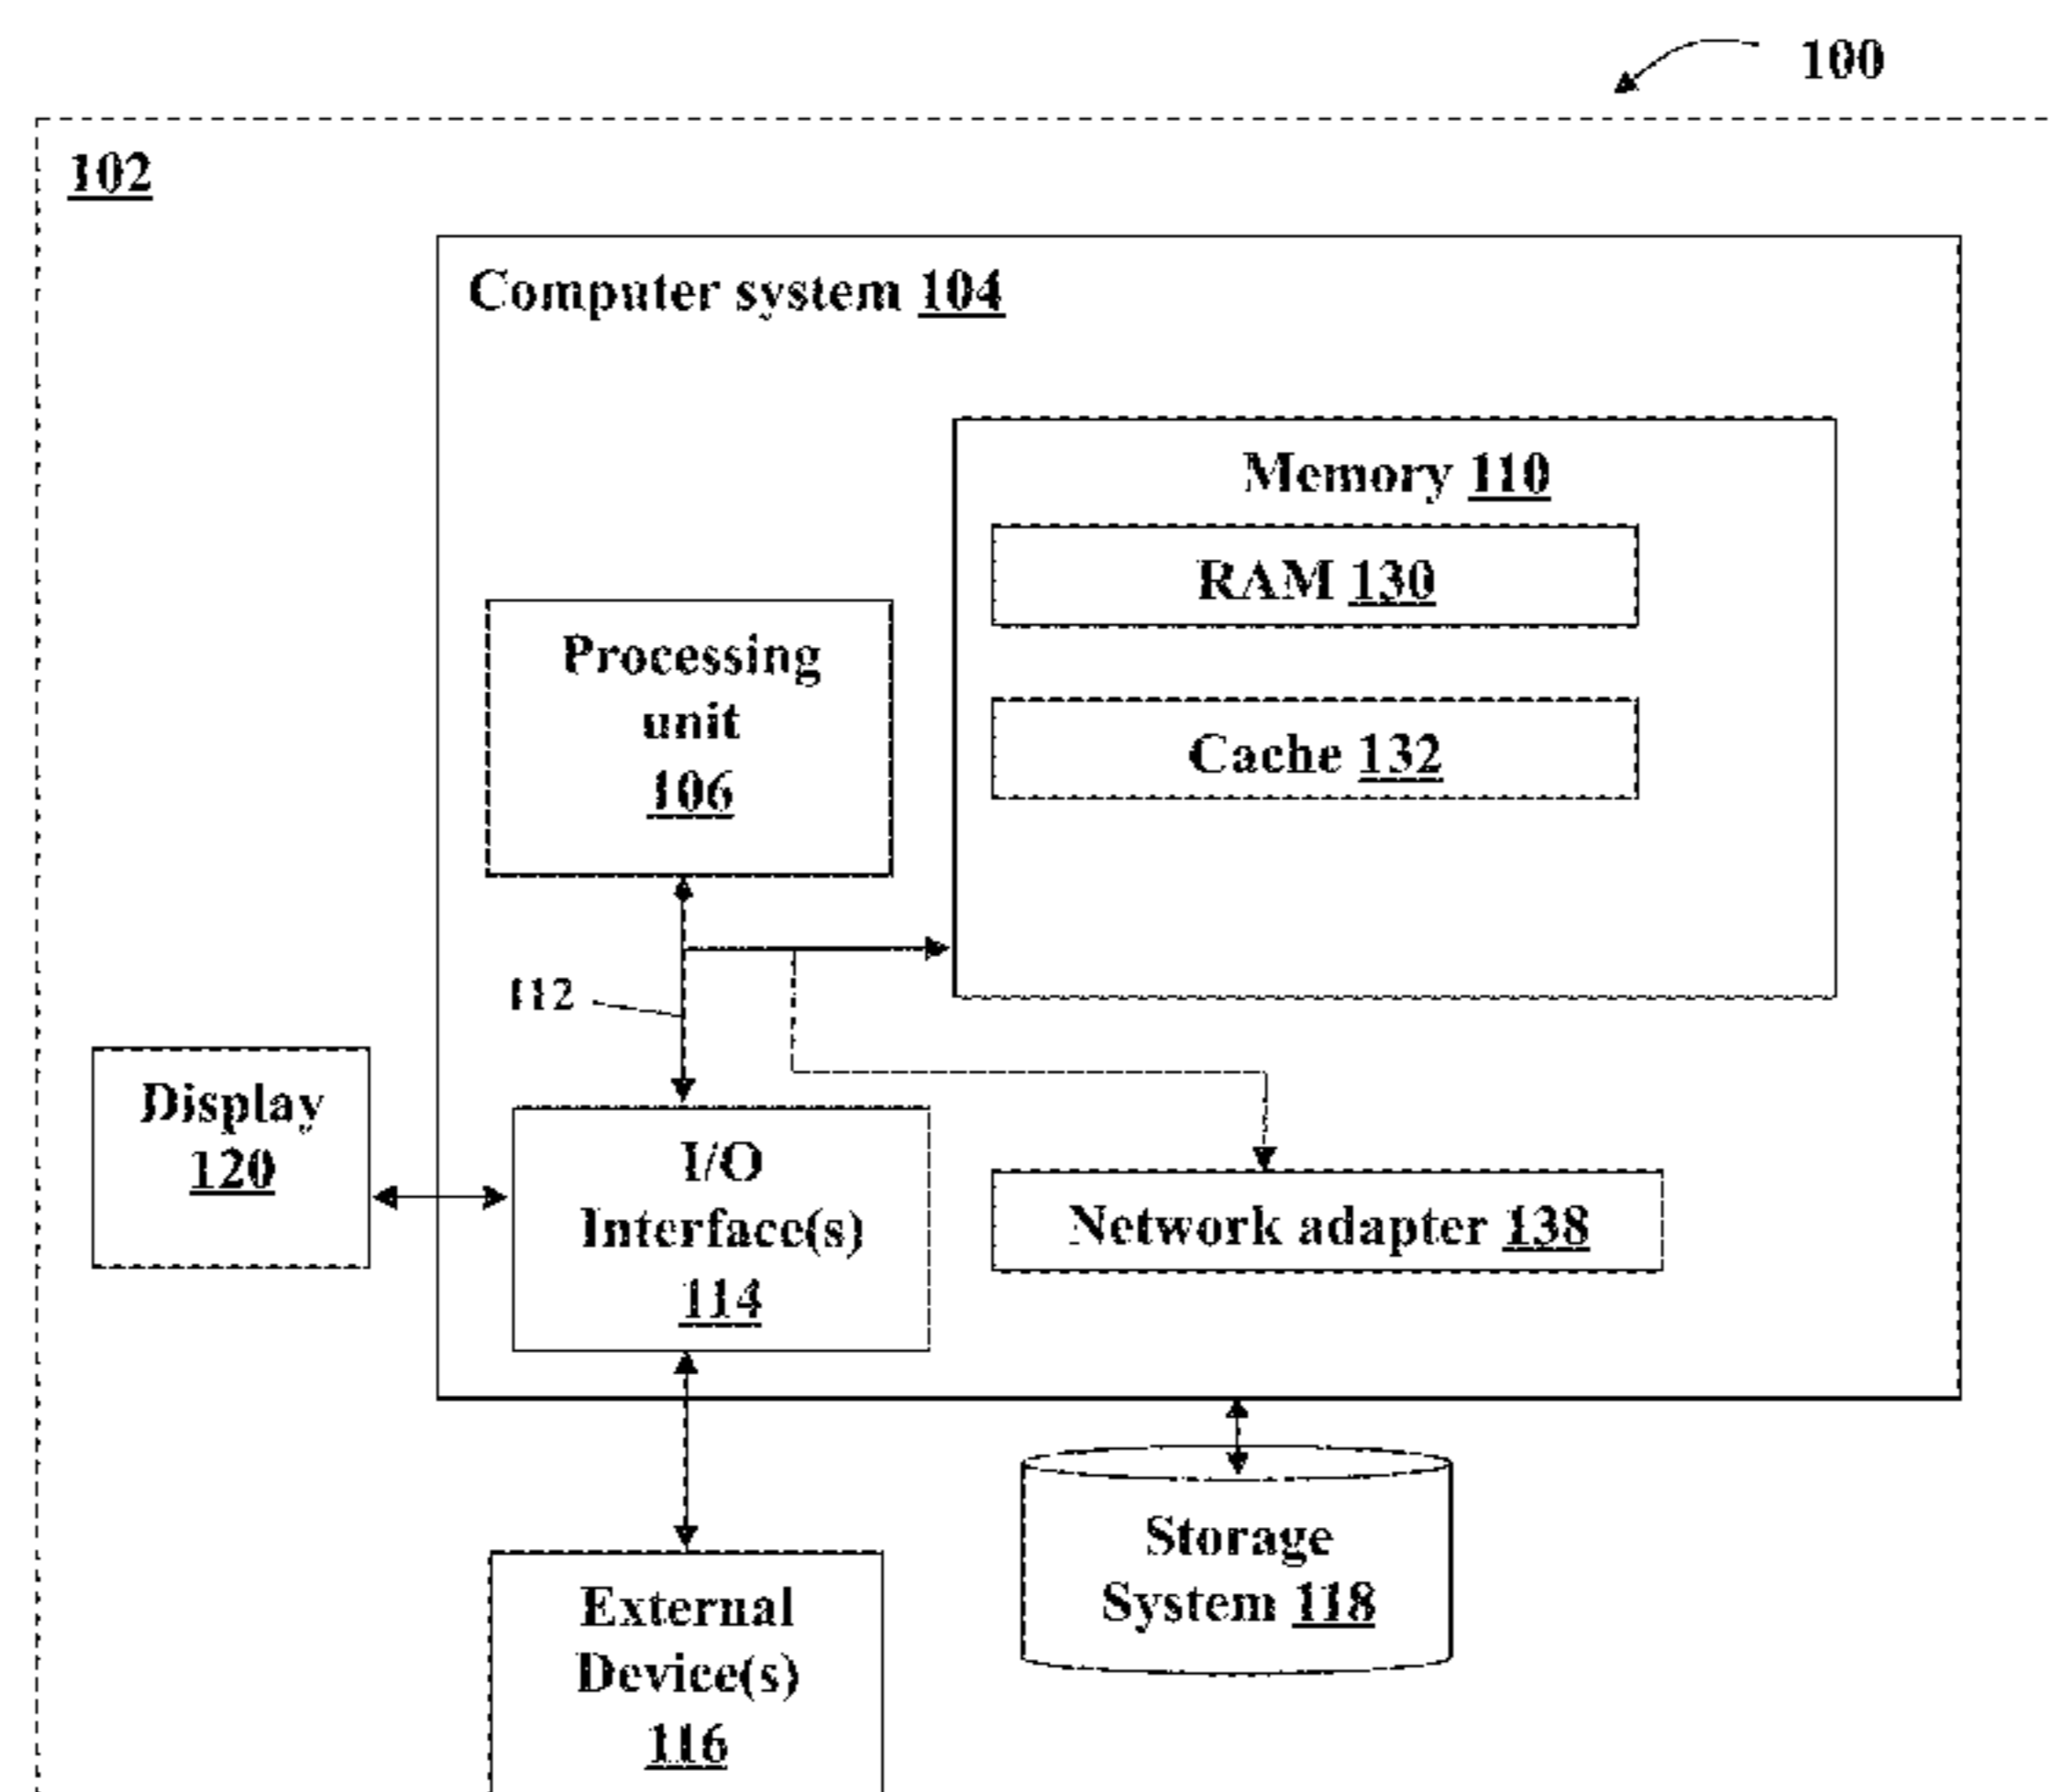 100
102
Computer system 104
Memory 110
RAM 130
Processing
unit
106
Cache 132
112
Display
120
I/O
Interface(s)
114
Network adapter 138
External
Device(s)
116
Storage
System 118